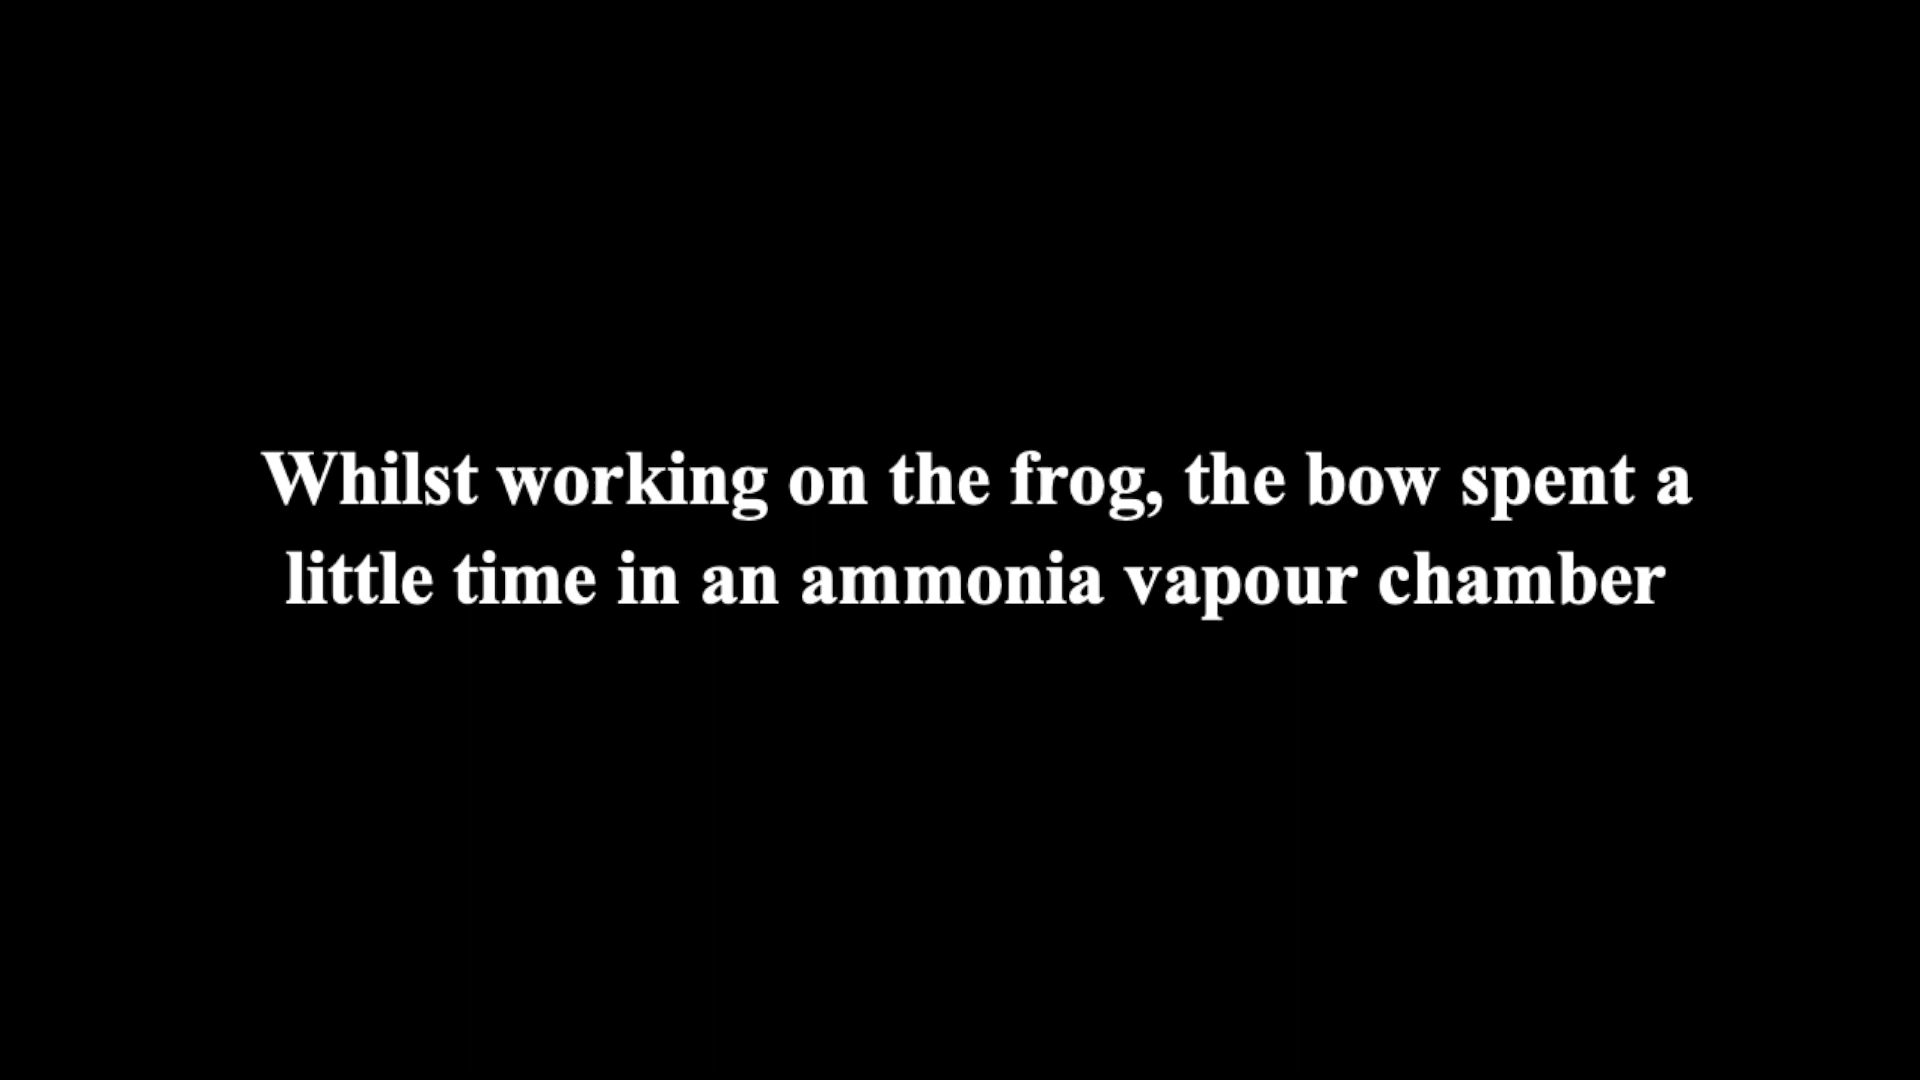 Whilst working on the frog, the bow spent a
little time in an ammonia vapour chamber